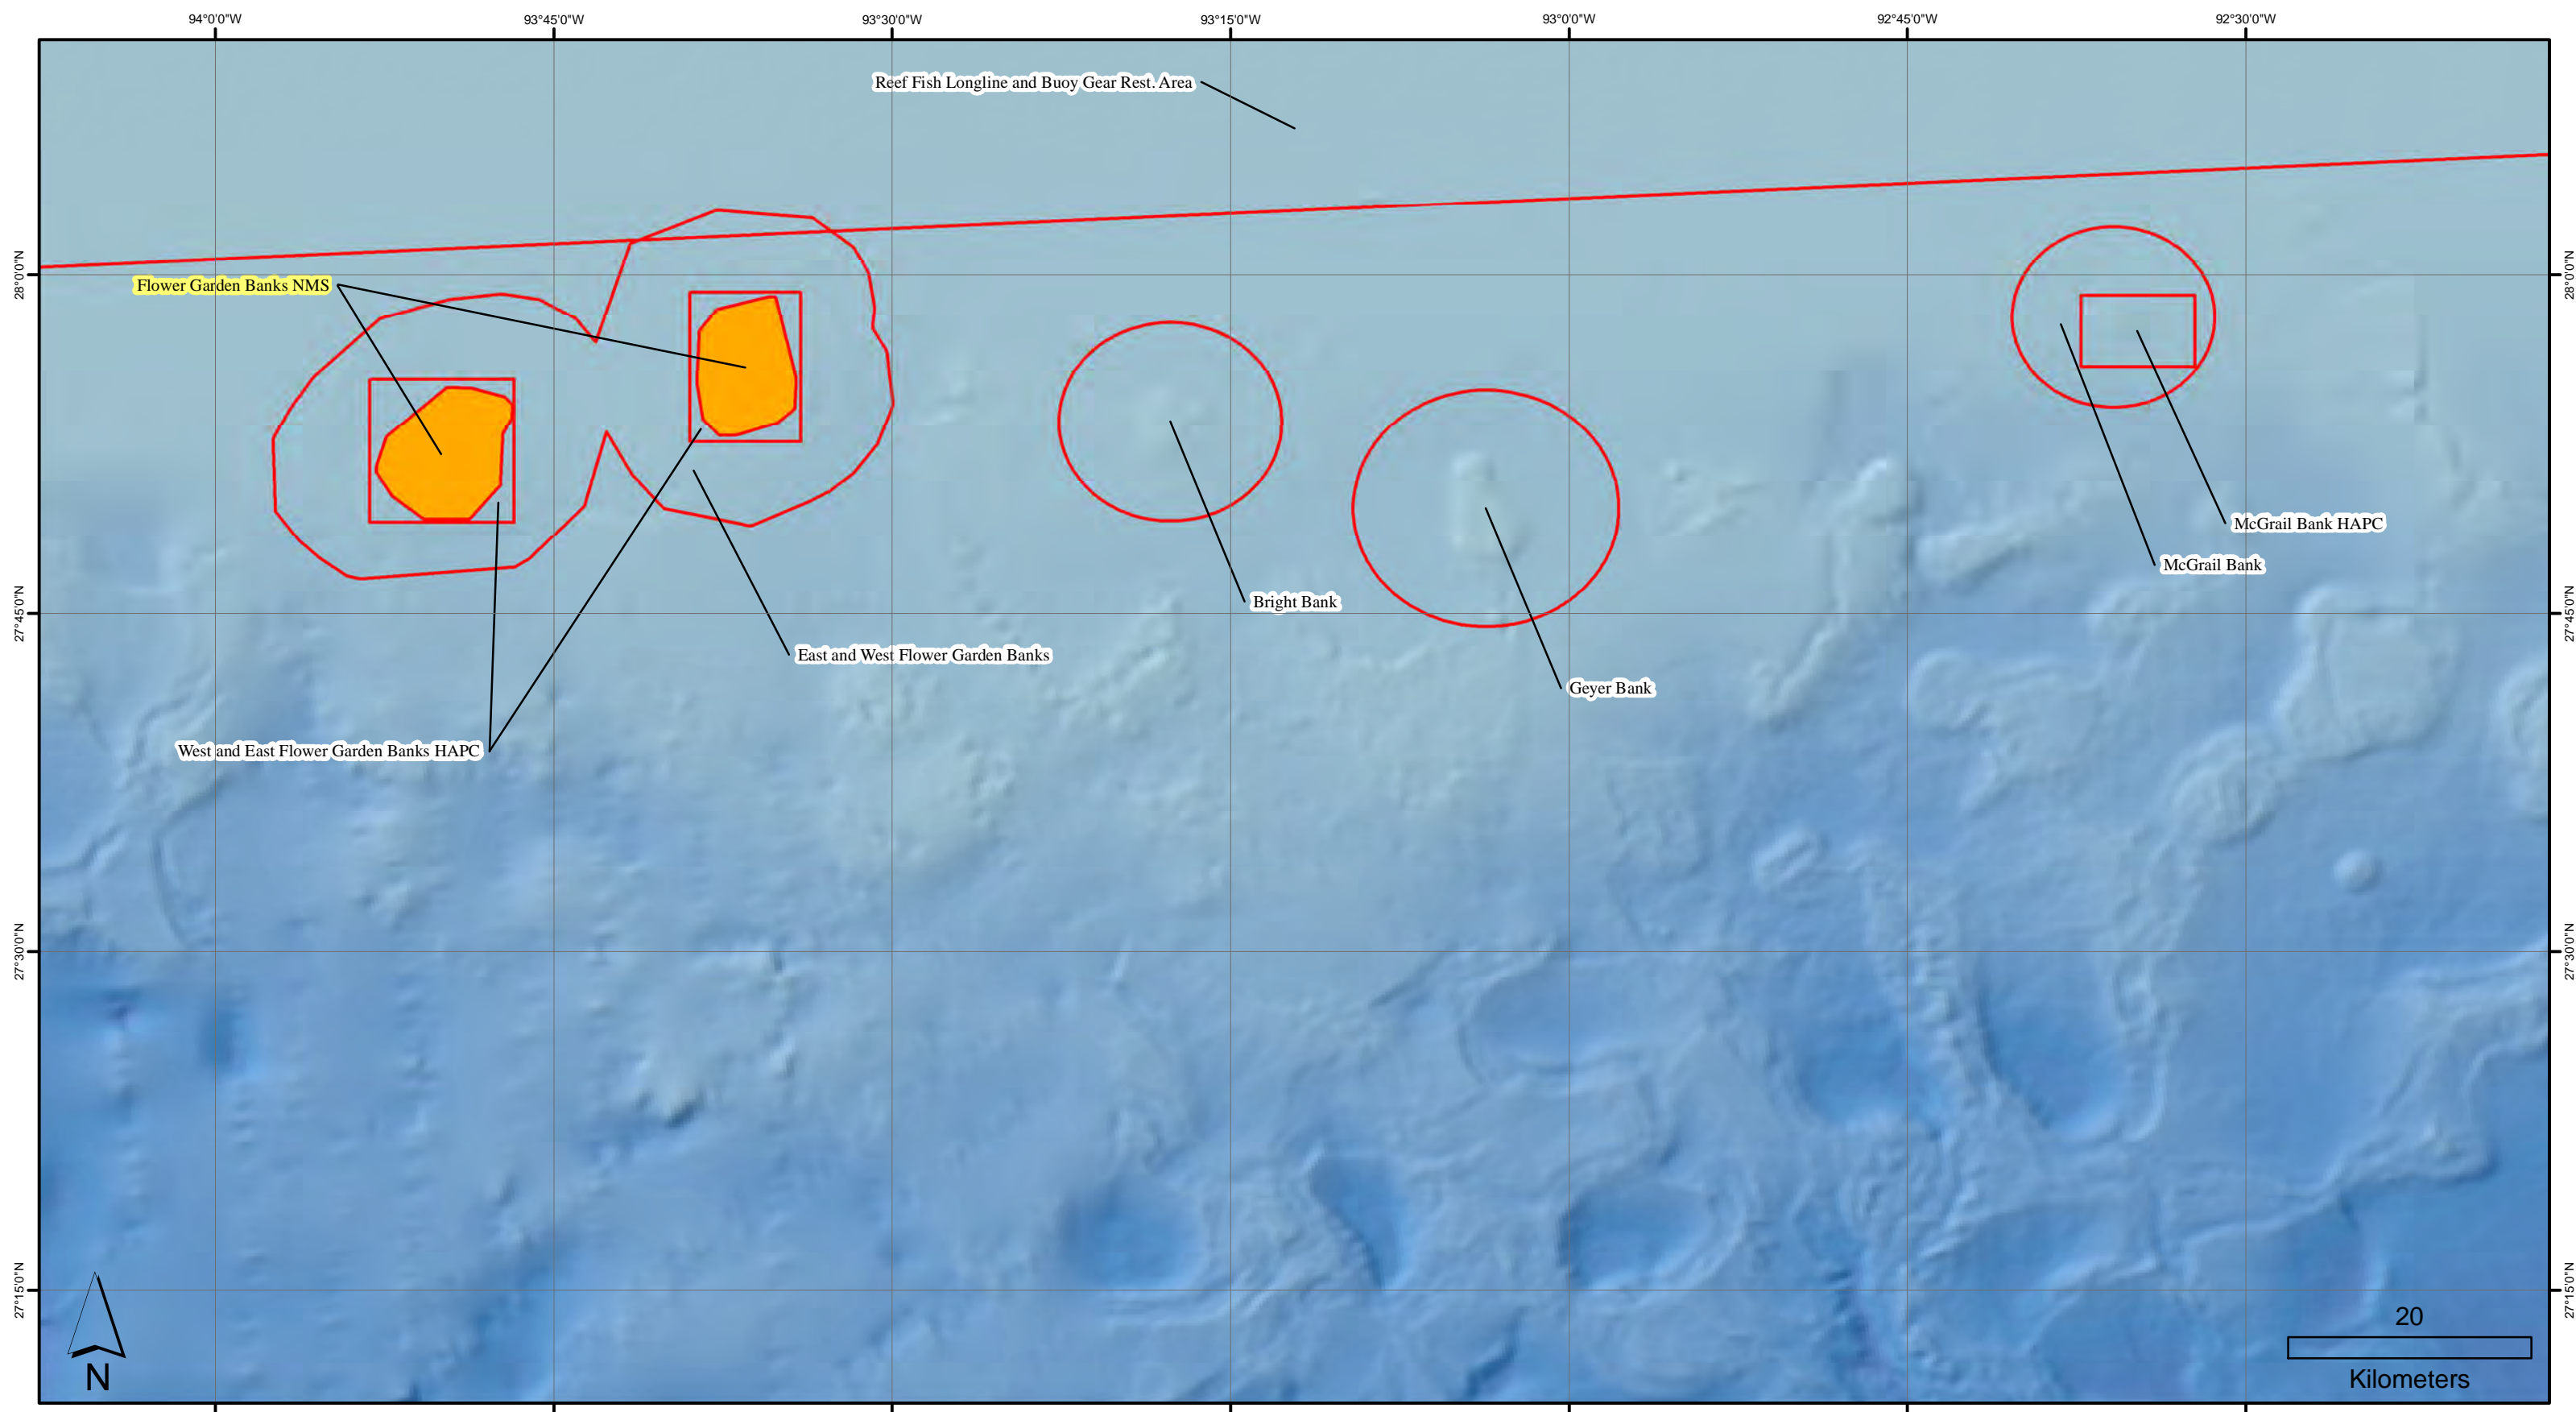 94°0'0"W
93°45'0"W
93°30'0"W
93°15'0"W
93°0'0"W
92°45'0"W
92°30'0"W
Reef Fish Longline and Buoy Gear Rest. Area
28°0'0"N
28°0'0"N
Flower Garden Banks NMS
McGrail Bank HAPC
McGrail Bank
Bright Bank
27°45'0"N
27°45'0"N
East and West Flower Garden Banks
Geyer Bank
West and East Flower Garden Banks HAPC
27°30'0"N
27°30'0"N
27°15'0"N
27°15'0"N
20
Kilometers
N